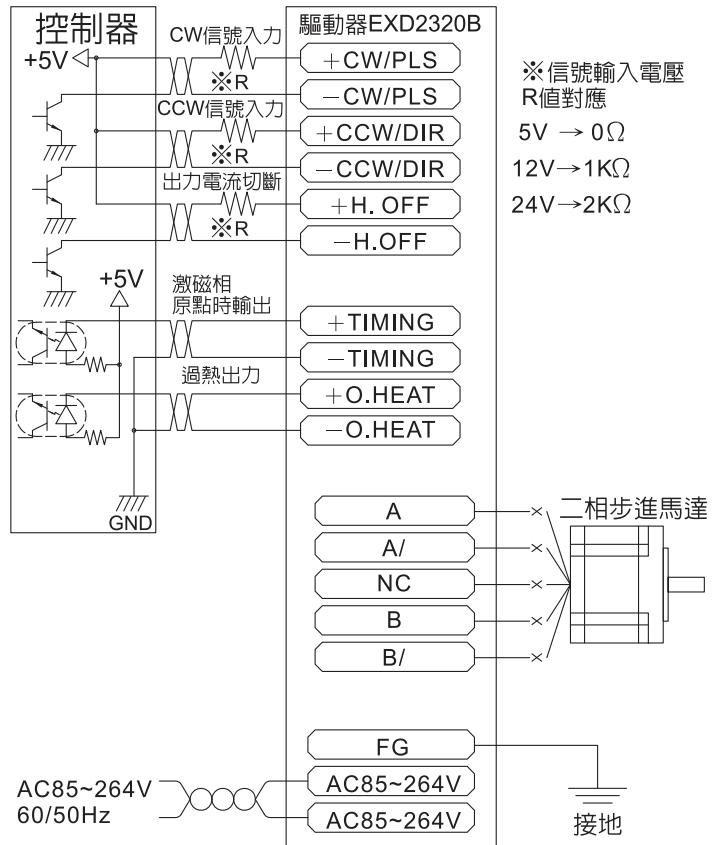 控制器
+5V
CW信號入力
※R
CCW信號入力
※R
出力電流切斷
※R
+5V
激磁相
原點時輸出
過熱出力
GND
驅動器EXD2320B
+CW/PLS
-CW/PLS
+CCW/DIR
-CCW/DIR
+H. OFF
-H.OFF
+TIMING
-TIMING
+O.HEAT
-O.HEAT
※信號輸入電壓
R值對應
5V → 0Ω
12V→1KΩ
24V→2KΩ
A
A/
NC
B
B/
二相步進馬達
FG
AC85~264V
AC85~264V
AC85~264V
60/50Hz
接地